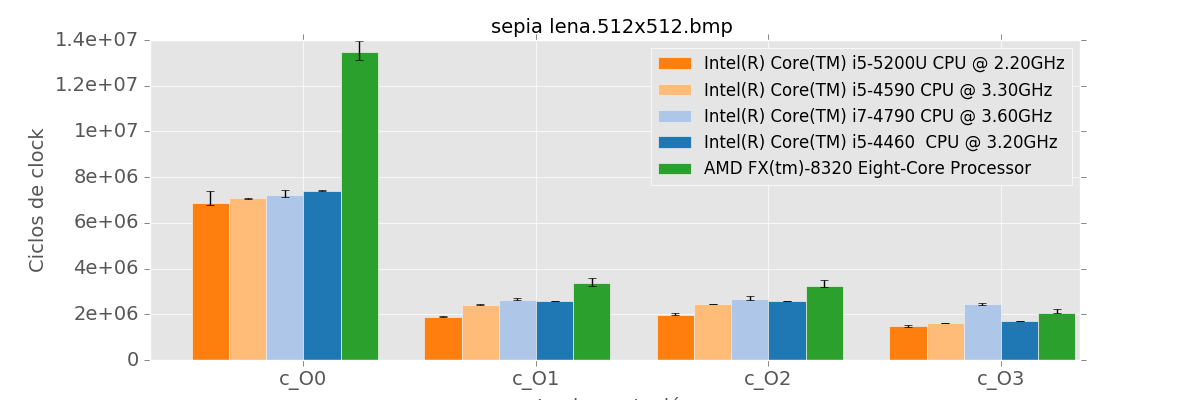 sepia lena.512x512.bmp
1.4e+07
1.2e+07
1e+07
8e+06
6e+06
4e+06
2e+06
0
Ciclos de clock
Intel(R) Core(TM) i5-5200U CPU @ 2.20GHz
Intel(R) Core(TM) i5-4590 CPU @ 3.30GHz
Intel(R) Core(TM) i7-4790 CPU @ 3.60GHz
Intel(R) Core(TM) i5-4460  CPU @ 3.20GHz
AMD FX(tm)-8320 Eight-Core Processor
c_O0 c_O1 c_O2 c_O3